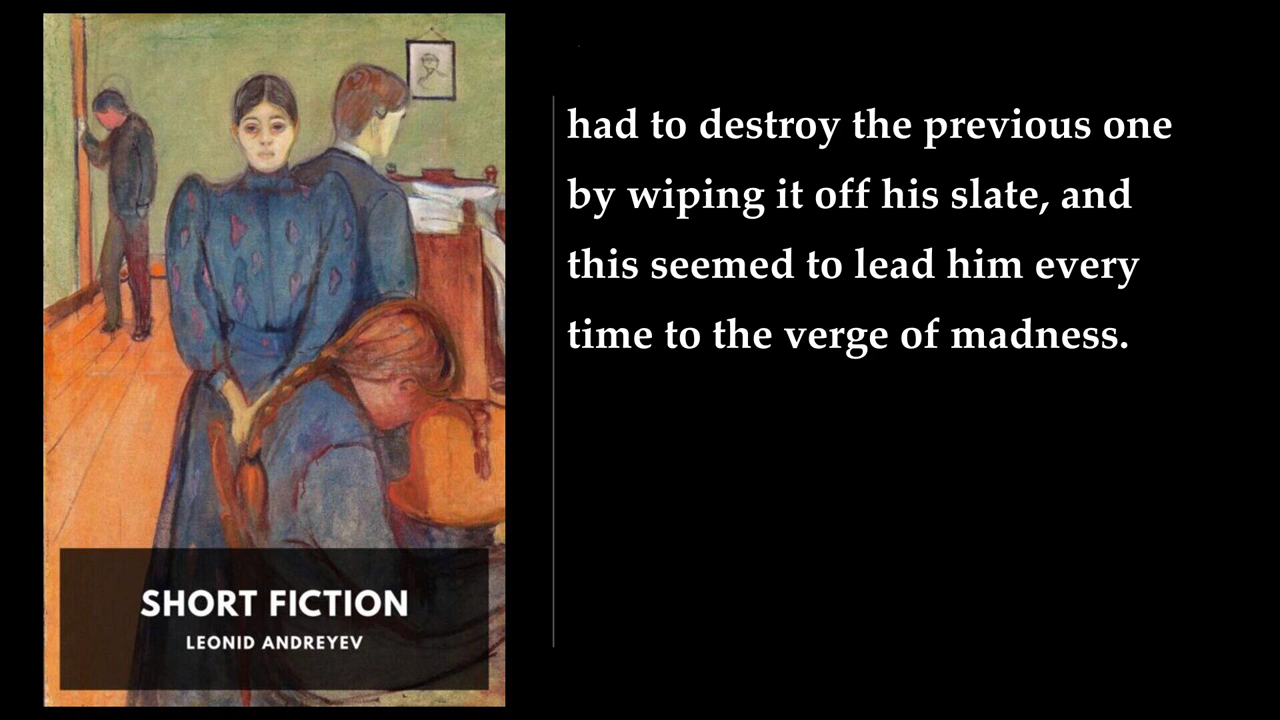 had to destroy the previous one
by wiping it off his slate, and
this seemed to lead him every
time to the verge of madness.
SHORT FICTION
LEONID ANDREYEV